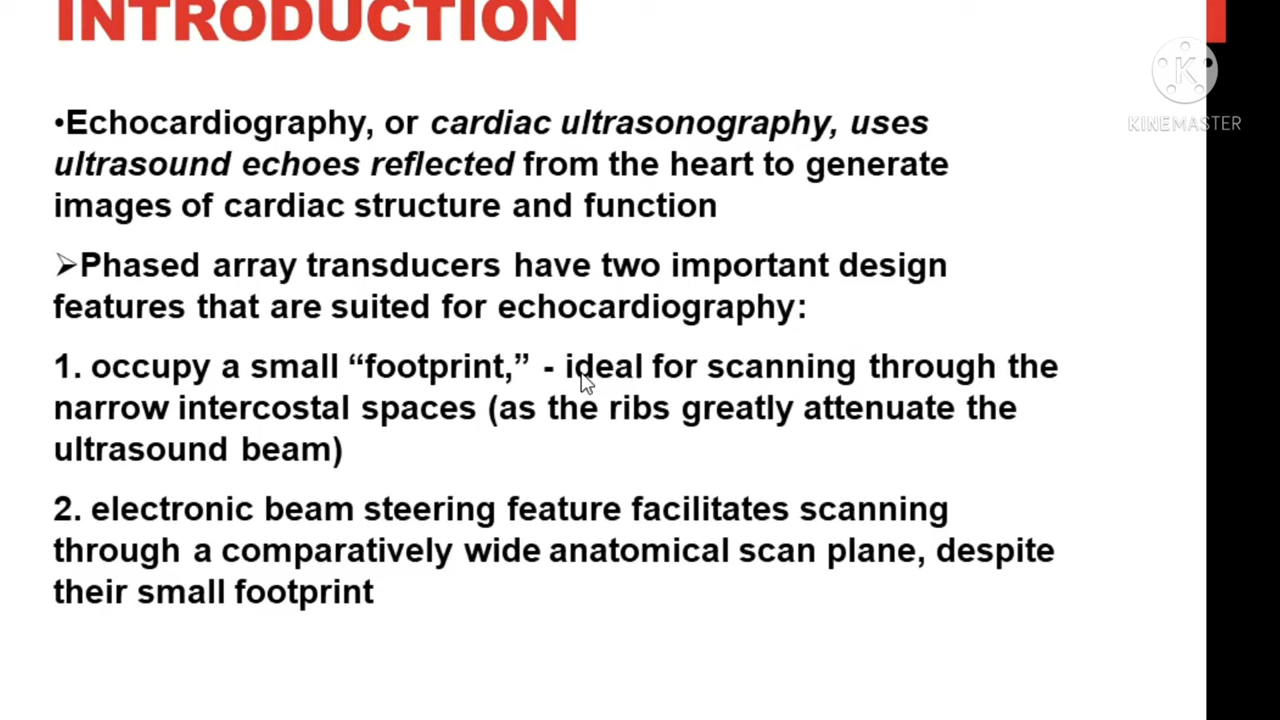 INTRODUCTION
KINEMASTER
•Echocardiography, or cardiac ultrasonography, uses
ultrasound echoes reflected from the heart to generate
images of cardiac structure and function
➢Phased array transducers have two important design
features that are suited for echocardiography:
1. occupy a small “footprint,” - ideal for scanning through the
narrow intercostal spaces (as the ribs greatly attenuate the
ultrasound beam)
2. electronic beam steering feature facilitates scanning
through a comparatively wide anatomical scan plane, despite
their small footprint